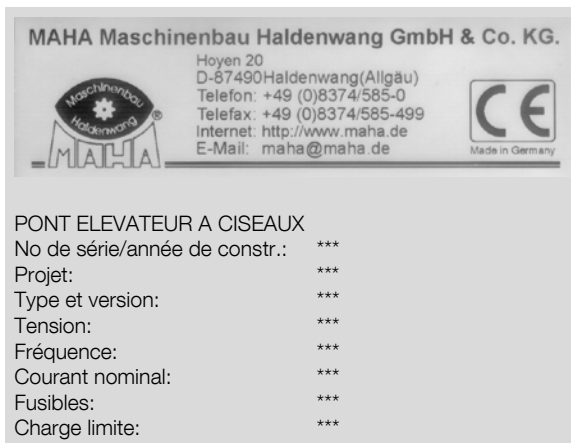 MAHA Maschinenbau Haldenwang GmbH & Co. KG.
Hoyen 20
D-87490Haldenwang(Allgäu)
Telefon: +49 (0)8374/585-0
Telefax: +49 (0)8374/585-499
Internet: http://www.maha.de
E-Mail: maha@maha.de
Maschinenbau
Haldenwang
®
MAHA
CE
Made in Germany
PONT ELEVATEUR A CISEAUX
No de série/année de constr.: ***
Projet: ***
Type et version: ***
Tension: ***
Fréquence: ***
Courant nominal: ***
Fusibles: ***
Charge limite: ***